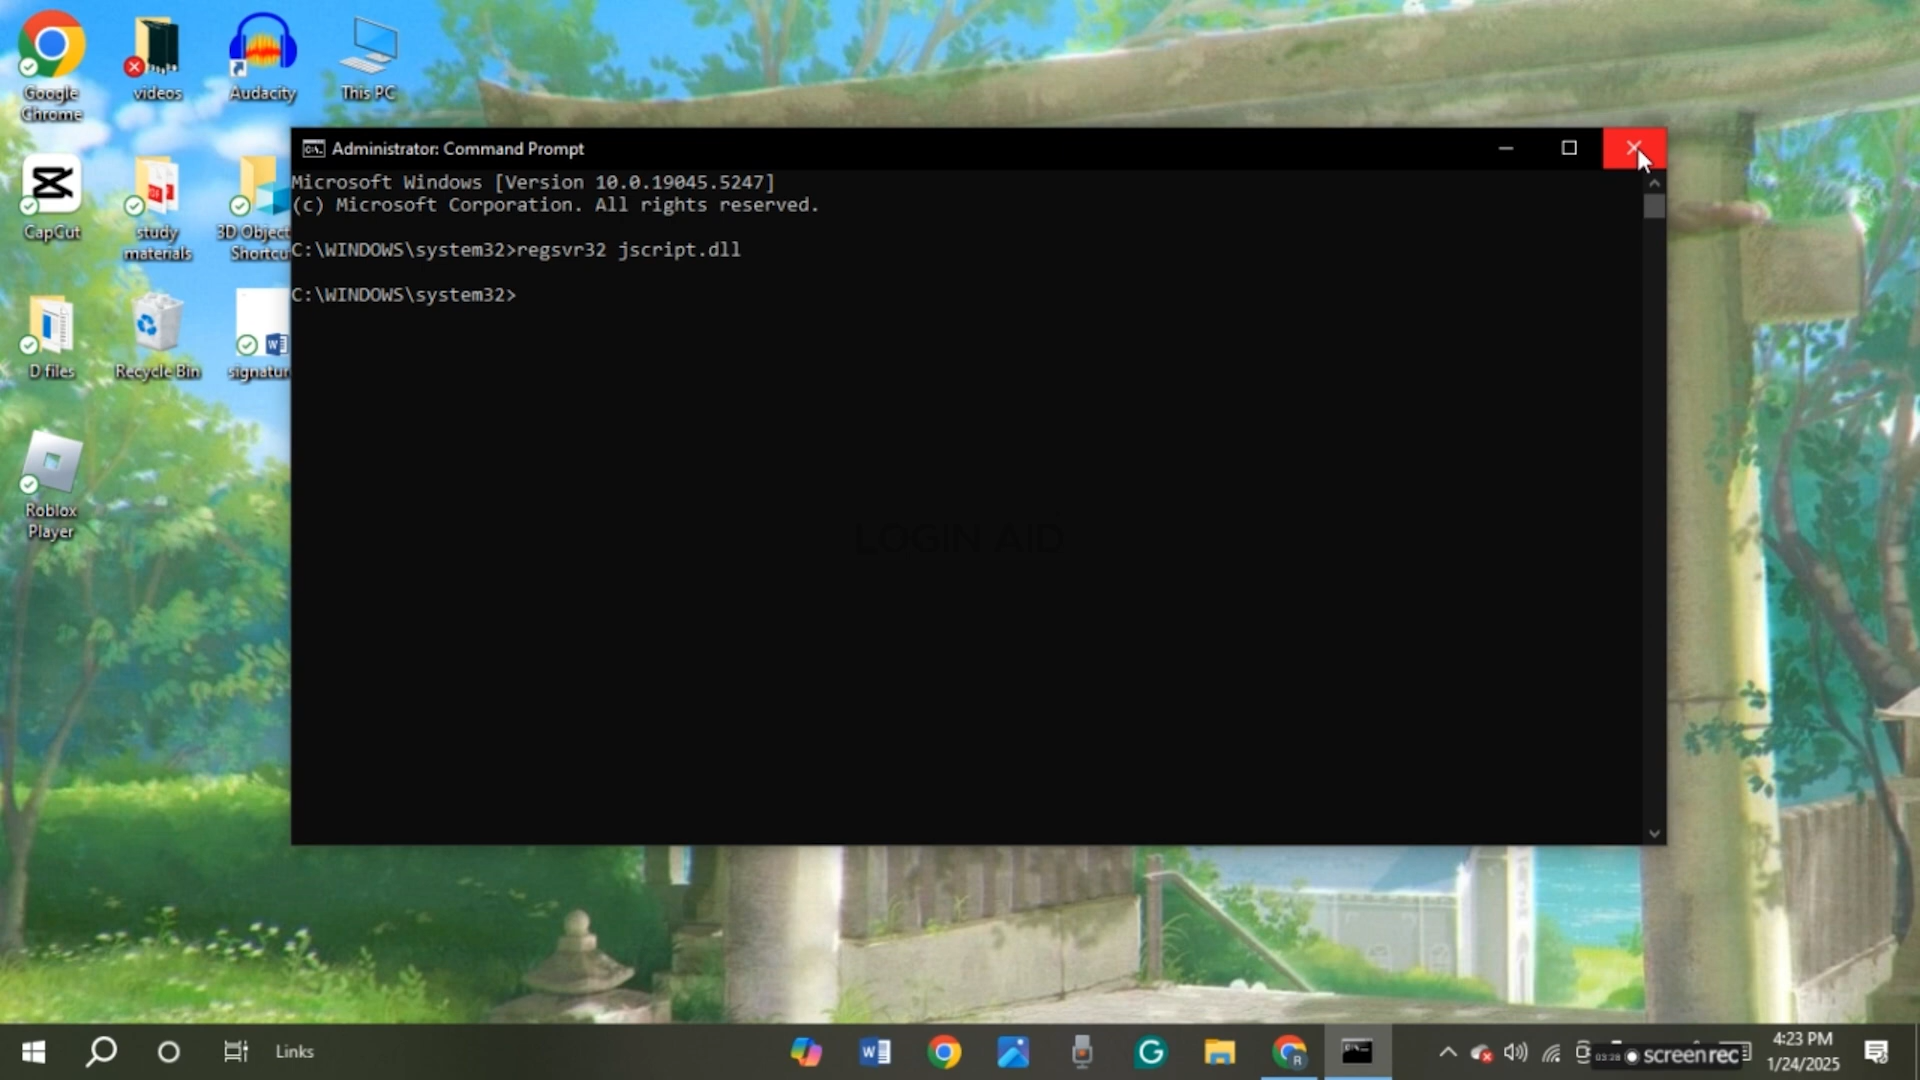 Google
Chrome
videos
Audacity
This PC
CapCut
study
materials
3D Object
Shortcu
D files
Recycle Bin
signatur
Roblox
Player
Administrator: Command Prompt
Microsoft Windows [Version 10.0.19045.5247]
(c) Microsoft Corporation. All rights reserved.
C:\WINDOWS\system32>regsvr32 jscript.dll
C:\WINDOWS\system32>
LOGIN AID
Links
03:28
screenrec
4:23 PM
1/24/2025